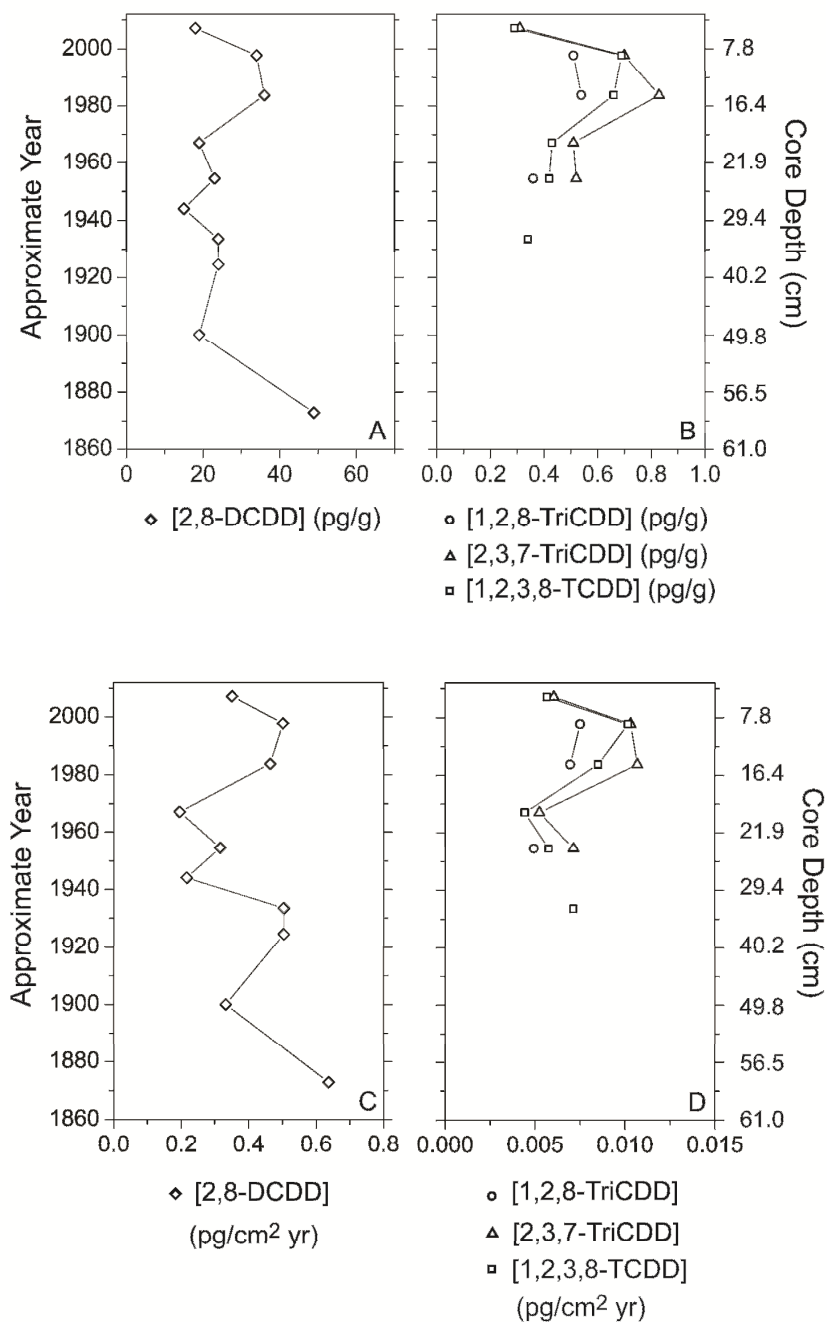 Approximate Year
2000
1980
1960
1940
1920
1900
1880
1860
0
20
40
60
A
[2,8-DCDD] (pg/g)
7.8
16.4
21.9
29.4
40.2
49.8
56.5
61.0
Core Depth (cm)
0.0
0.2
0.4
0.6
0.8
1.0
B
[1,2,8-TriCDD] (pg/g)
[2,3,7-TriCDD] (pg/g)
[1,2,3,8-TCDD] (pg/g)
Approximate Year
2000
1980
1960
1940
1920
1900
1880
1860
0.0
0.2
0.4
0.6
0.8
C
[2,8-DCDD]
(pg/cm² yr)
7.8
16.4
21.9
29.4
40.2
49.8
56.5
61.0
Core Depth (cm)
0.000
0.005
0.010
0.015
D
[1,2,8-TriCDD]
[2,3,7-TriCDD]
[1,2,3,8-TCDD]
(pg/cm² yr)